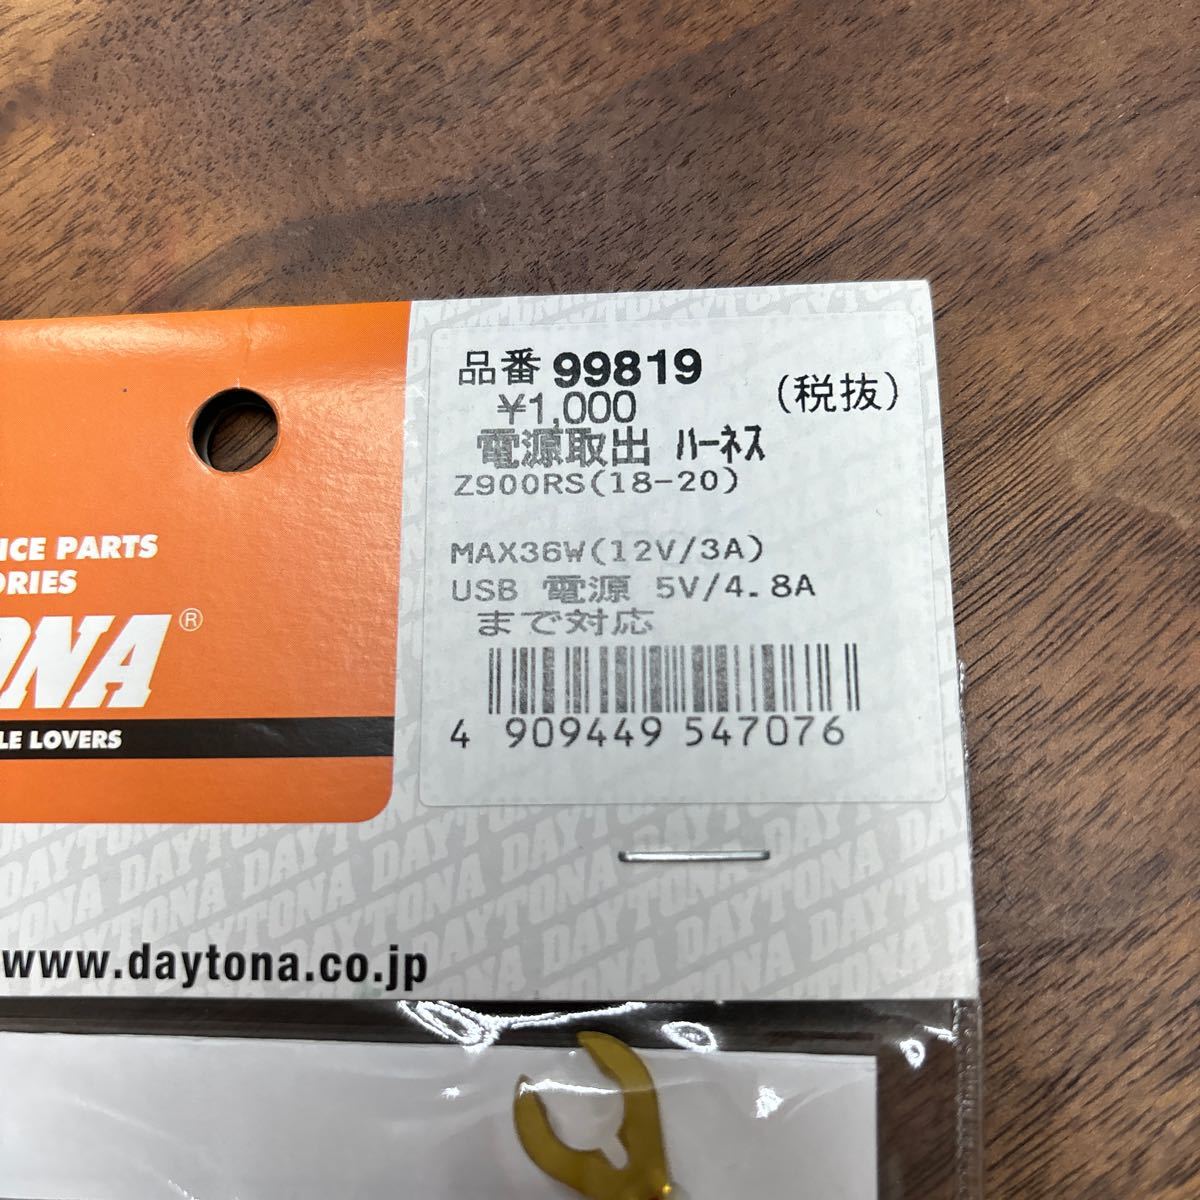 品番 99819
¥1,000 (税抜)
電源取出 ﾊｰﾈｽ
Z900RS(18-20)
MAX36W(12V/3A)
USB 電源 5V/4.8A
まで対応
4 909449 547076
ICE PARTS
ORIES
ONA®
LE LOVERS
DAYTONA DAYTONA DAYTONA
www.daytona.co.jp